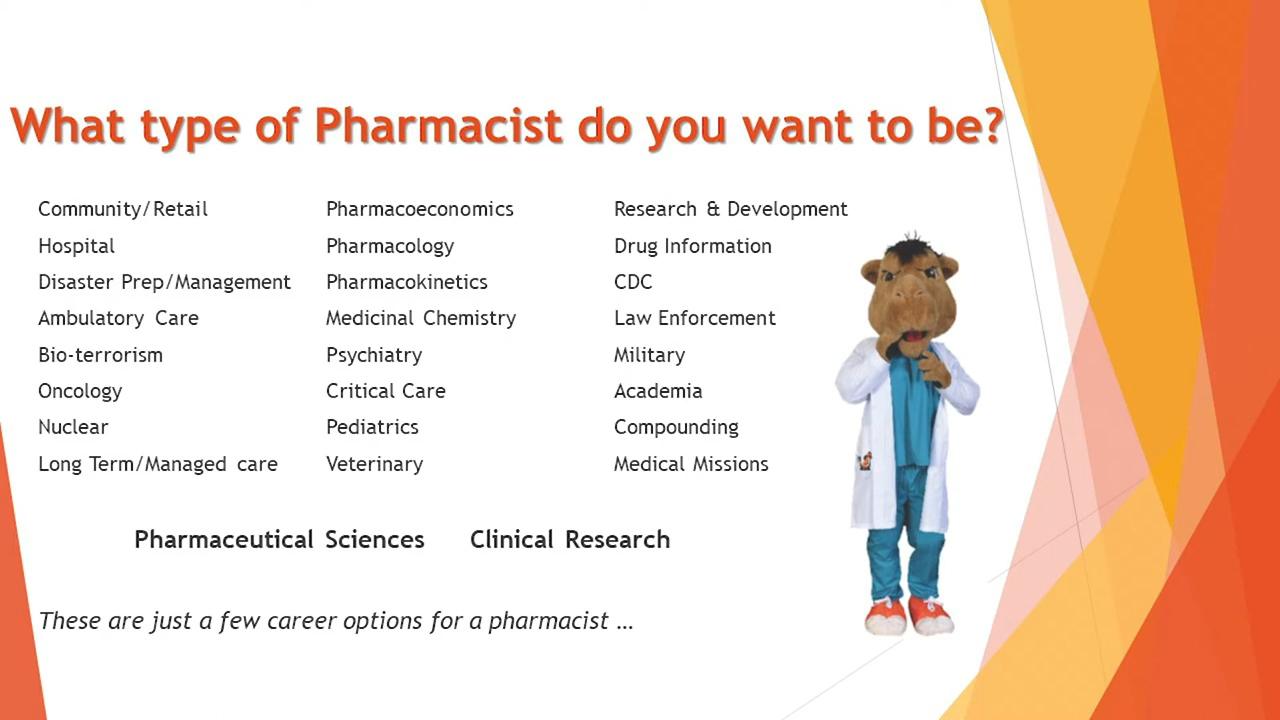 What type of Pharmacist do you want to be?
Community/Retail
Hospital
Disaster Prep/Management
Ambulatory Care
Bio-terrorism
Oncology
Nuclear
Long Term/Managed care
Pharmacoeconomics
Pharmacology
Pharmacokinetics
Medicinal Chemistry
Psychiatry
Critical Care
Pediatrics
Veterinary
Research & Development
Drug Information
CDC
Law Enforcement
Military
Academia
Compounding
Medical Missions
Pharmaceutical Sciences Clinical Research
These are just a few career options for a pharmacist …